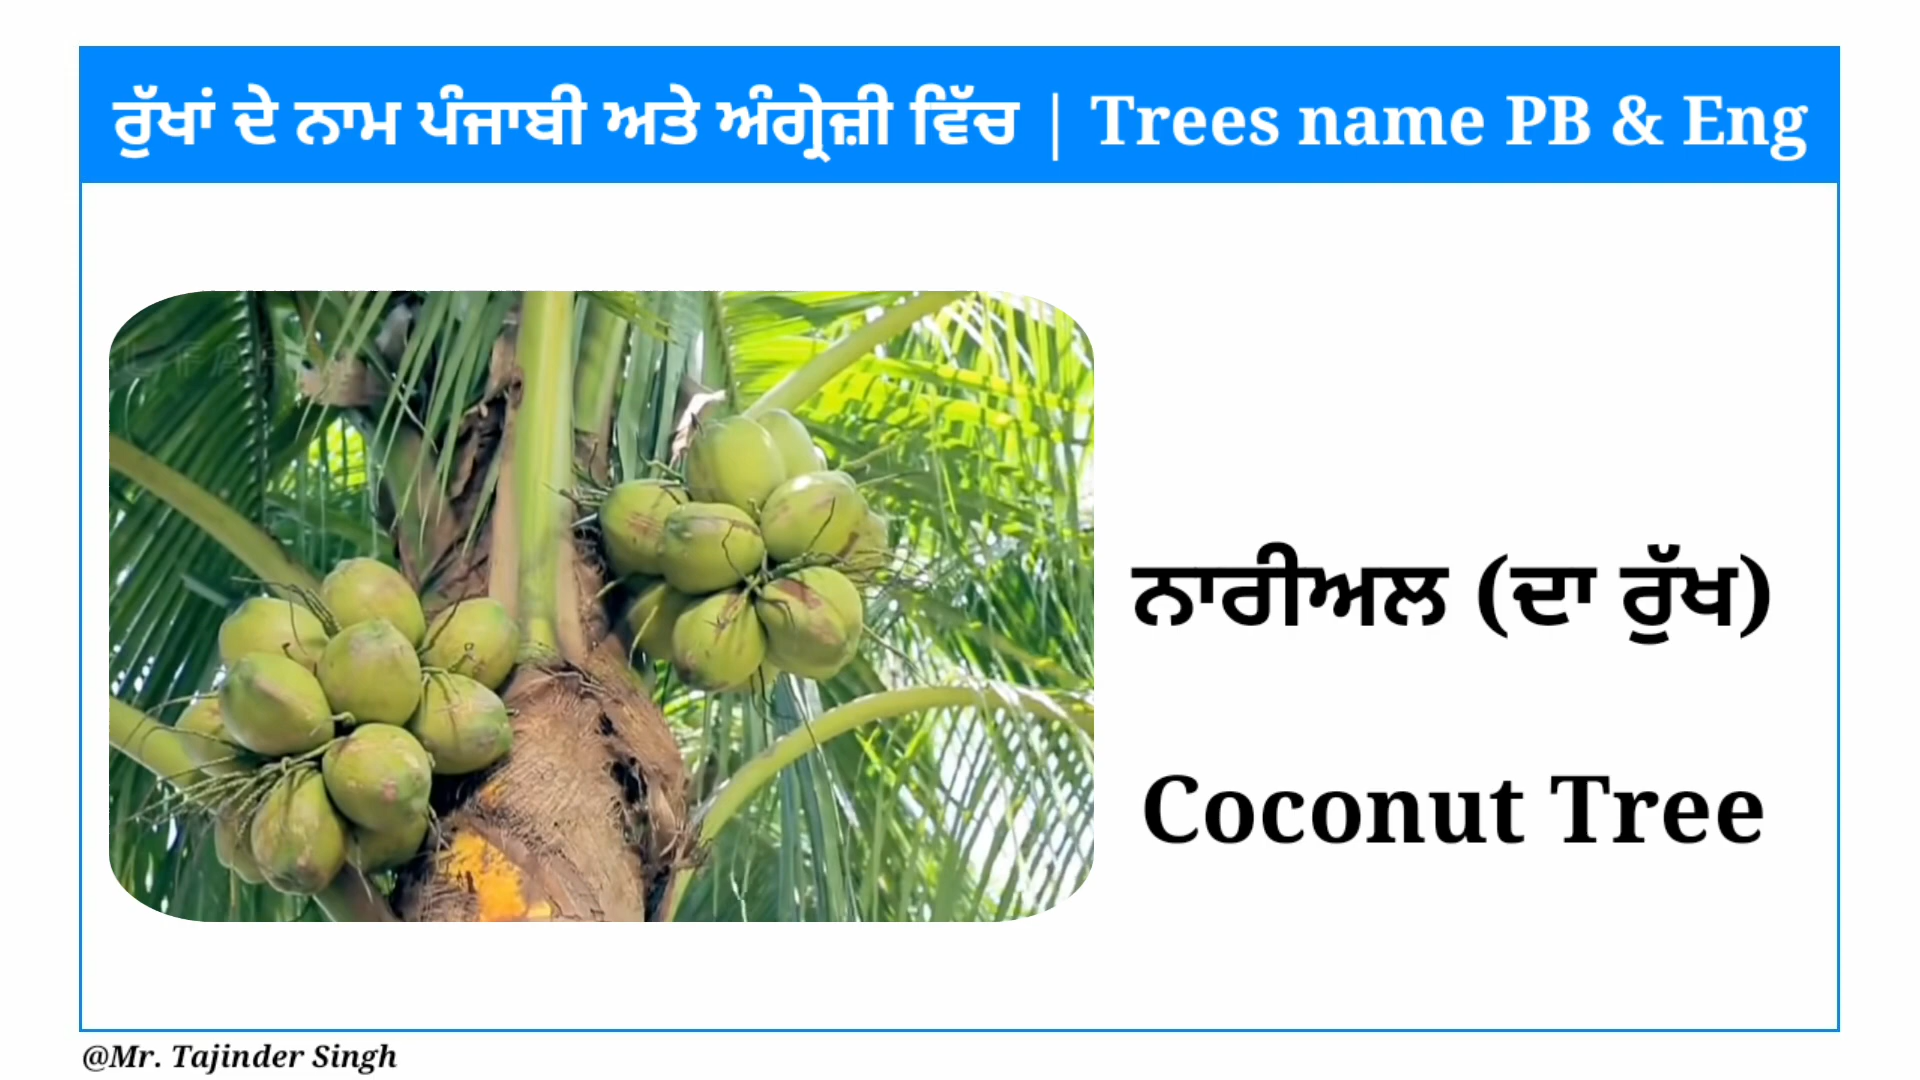 ਰੁੱਖਾਂ ਦੇ ਨਾਮ ਪੰਜਾਬੀ ਅਤੇ ਅੰਗ੍ਰੇਜ਼ੀ ਵਿੱਚ | Trees name PB & Eng
ਨਾਰੀਅਲ (ਦਾ ਰੁੱਖ)
Coconut Tree
@Mr. Tajinder Singh